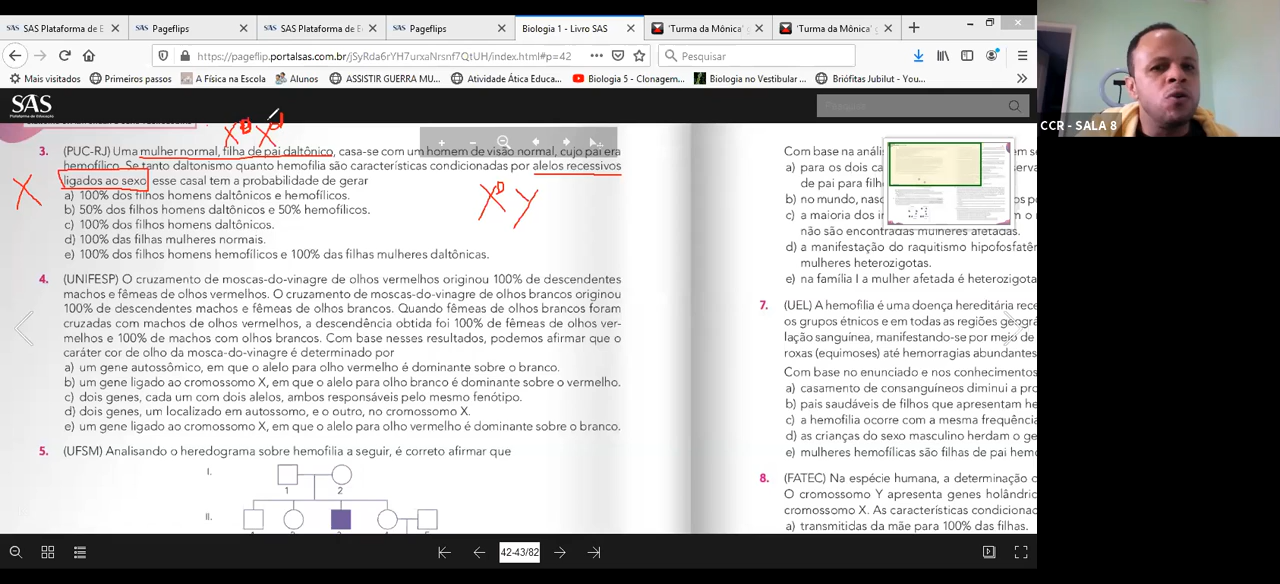 SAS Plataforma de E
Pageflips
SAS Plataforma de E
Pageflips
Biologia 1 - Livro SAS
'Turma da Mônica'
'Turma da Mônica'
https://pageflip.portalsas.com.br/jSyRda6rYH7urxaNrsnf7QtUH/index.html#p=42
Pesquisar
Mais visitados
Primeiros passos
A Física na Escola
Alunos
ASSISTIR GUERRA MU...
Atividade Ática Educa...
Biologia 5 - Clonagem...
Biologia no Vestibular ...
Briófitas Jubilut - You...
SAS
Plataforma de Educação
CCR - SALA 8
3. (PUC-RJ) Uma mulher normal, filha de pai daltônico, casa-se com um homem de visão normal, cujo pai era
hemofílico. Se tanto daltonismo quanto hemofilia são características condicionadas por alelos recessivos
ligados ao sexo, esse casal tem a probabilidade de gerar
a) 100% dos filhos homens daltônicos e hemofílicos.
b) 50% dos filhos homens daltônicos e 50% hemofílicos.
c) 100% dos filhos homens daltônicos.
d) 100% das filhas mulheres normais.
e) 100% dos filhos homens hemofílicos e 100% das filhas mulheres daltônicas.
X
X^D X^d
X^D Y
4. (UNIFESP) O cruzamento de moscas-do-vinagre de olhos vermelhos originou 100% de descendentes
machos e fêmeas de olhos vermelhos. O cruzamento de moscas-do-vinagre de olhos brancos originou
100% de descendentes machos e fêmeas de olhos brancos. Quando fêmeas de olhos brancos foram
cruzadas com machos de olhos vermelhos, a descendência obtida foi 100% de fêmeas de olhos ver-
melhos e 100% de machos com olhos brancos. Com base nesses resultados, podemos afirmar que o
caráter cor de olho da mosca-do-vinagre é determinado por
a) um gene autossômico, em que o alelo para olho vermelho é dominante sobre o branco.
b) um gene ligado ao cromossomo X, em que o alelo para olho branco é dominante sobre o vermelho.
c) dois genes, cada um com dois alelos, ambos responsáveis pelo mesmo fenótipo.
d) dois genes, um localizado em autossomo, e o outro, no cromossomo X.
e) um gene ligado ao cromossomo X, em que o alelo para olho vermelho é dominante sobre o branco.
5. (UFSM) Analisando o heredograma sobre hemofilia a seguir, é correto afirmar que
I.
1 2
II.
Com base na anális
a) para os dois ca
de pai para filh
b) no mundo, nas
c) a maioria dos i
não são encontradas mulheres afetadas.
d) a manifestação do raquitismo hipofosfatêm
mulheres heterozigotas.
e) na família I a mulher afetada é heterozigota
7. (UEL) A hemofilia é uma doença hereditária rece
os grupos étnicos e em todas as regiões geográ
lação sanguínea, manifestando-se por meio de
roxas (equimoses) até hemorragias abundantes
Com base no enunciado e nos conhecimentos
a) casamento de consanguíneos diminui a pro
b) pais saudáveis de filhos que apresentam he
c) a hemofilia ocorre com a mesma frequência
d) as crianças do sexo masculino herdam o ge
e) mulheres hemofílicas são filhas de pai hemo
8. (FATEC) Na espécie humana, a determinação d
O cromossomo Y apresenta genes holândric
cromossomo X. As características condicionad
a) transmitidas da mãe para 100% das filhas.
42-43/82